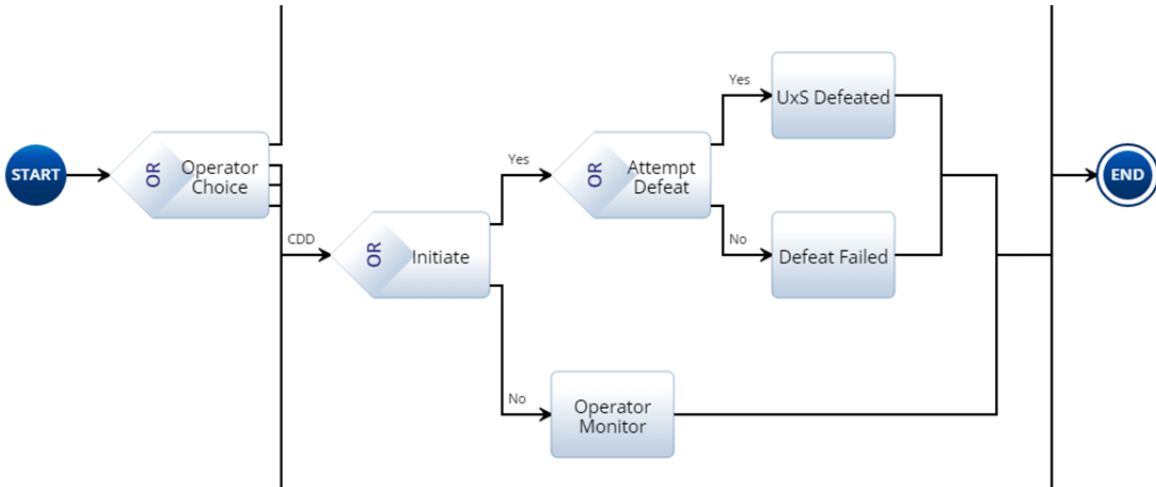 START
OR
Operator
Choice
CDD
OR
Initiate
Yes
OR
Attempt
Defeat
Yes
UxS Defeated
No
Defeat Failed
No
Operator
Monitor
END